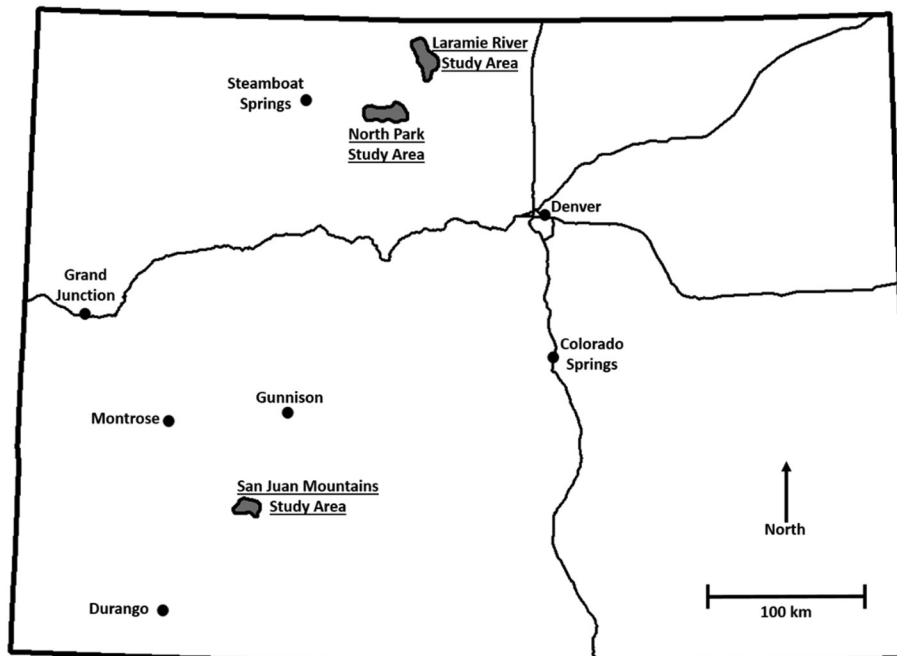 Laramie River
Study Area
Steamboat
Springs
North Park
Study Area
Denver
Grand
Junction
Colorado
Springs
Gunnison
Montrose
San Juan Mountains
Study Area
North
Durango
100 km